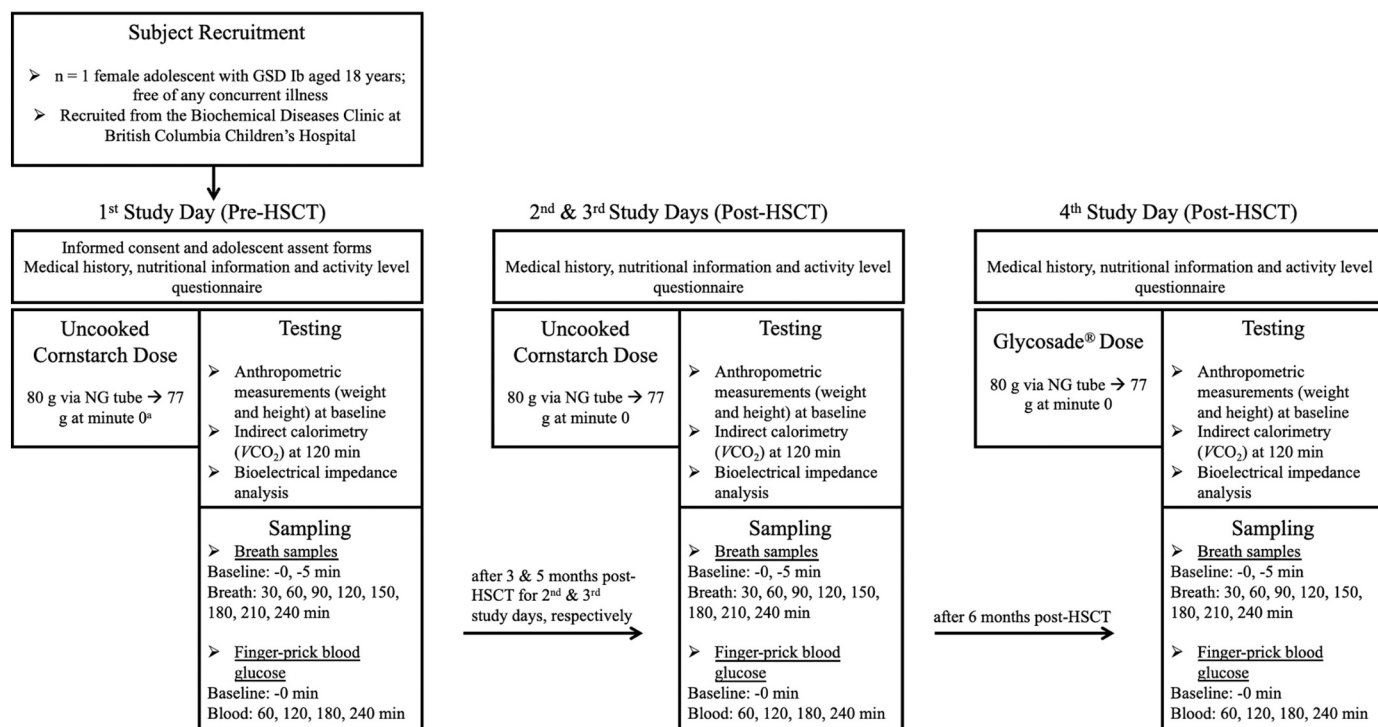 Subject Recruitment
➢ n = 1 female adolescent with GSD Ib aged 18 years;
free of any concurrent illness
➢ Recruited from the Biochemical Diseases Clinic at
British Columbia Children's Hospital
1st Study Day (Pre-HSCT)
Informed consent and adolescent assent forms
Medical history, nutritional information and activity level
questionnaire
Uncooked
Cornstarch Dose
80 g via NG tube → 77
g at minute 0ª
Testing
➢ Anthropometric
measurements (weight
and height) at baseline
➢ Indirect calorimetry
(VCO₂) at 120 min
➢ Bioelectrical impedance
analysis
Sampling
➢ Breath samples
Baseline: -0, -5 min
Breath: 30, 60, 90, 120, 150,
180, 210, 240 min
➢ Finger-prick blood
glucose
Baseline: -0 min
Blood: 60, 120, 180, 240 min
after 3 & 5 months post-
HSCT for 2nd & 3rd
study days, respectively
2nd & 3rd Study Days (Post-HSCT)
Medical history, nutritional information and activity level
questionnaire
Uncooked
Cornstarch Dose
80 g via NG tube → 77
g at minute 0
Testing
➢ Anthropometric
measurements (weight
and height) at baseline
➢ Indirect calorimetry
(VCO₂) at 120 min
➢ Bioelectrical impedance
analysis
Sampling
➢ Breath samples
Baseline: -0, -5 min
Breath: 30, 60, 90, 120, 150,
180, 210, 240 min
➢ Finger-prick blood
glucose
Baseline: -0 min
Blood: 60, 120, 180, 240 min
after 6 months post-HSCT
4th Study Day (Post-HSCT)
Medical history, nutritional information and activity level
questionnaire
Glycosade® Dose
80 g via NG tube → 77
g at minute 0
Testing
➢ Anthropometric
measurements (weight
and height) at baseline
➢ Indirect calorimetry
(VCO₂) at 120 min
➢ Bioelectrical impedance
analysis
Sampling
➢ Breath samples
Baseline: -0, -5 min
Breath: 30, 60, 90, 120, 150,
180, 210, 240 min
➢ Finger-prick blood
glucose
Baseline: -0 min
Blood: 60, 120, 180, 240 min